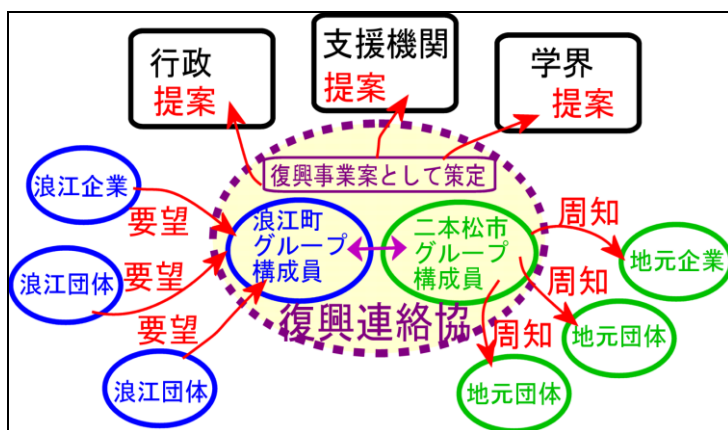 行政
提案
支援機関
提案
学界
提案
復興事業案として策定
浪江企業
要望
浪江団体
要望
浪江団体
要望
浪江町
グループ
構成員
二本松市
グループ
構成員
復興連絡協
周知
地元企業
周知
地元団体
周知
地元団体